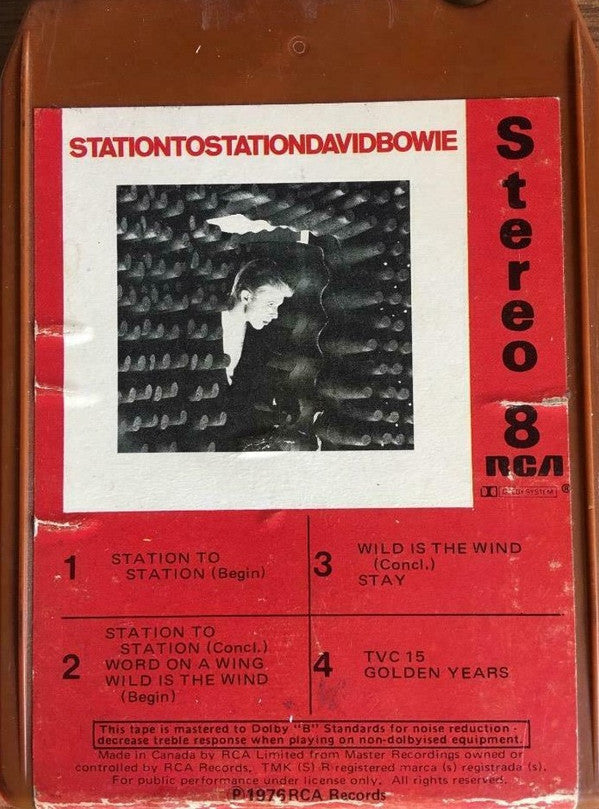 STATIONTOSTATIONDAVIDBOWIE
Stereo
8
RCA
SYSTEM
®
1
STATION TO
STATION (Begin)
2
STATION TO
STATION (Concl.)
WORD ON A WING
WILD IS THE WIND
(Begin)
3
WILD IS THE WIND
(Concl.)
STAY
4
TVC 15
GOLDEN YEARS
This tape is mastered to Dolby "B" Standards for noise reduction -
decrease treble response when playing on non-dolbyised equipment.
Made in Canada by RCA Limited from Master Recordings owned or
controlled by RCA Records. TMK (S) R registered marca (s) registrada (s).
For public performance under license only. All rights reserved.
P 1976 RCA Records